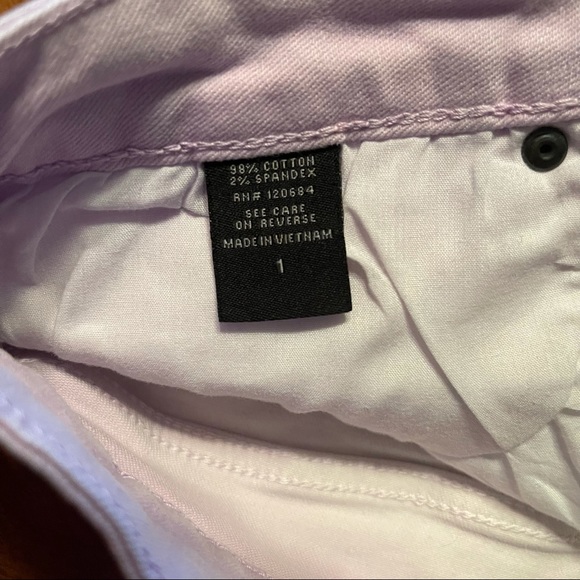 98% COTTON
2% SPANDEX
RN# 120684
SEE CARE
ON REVERSE
MADE IN VIETNAM
1